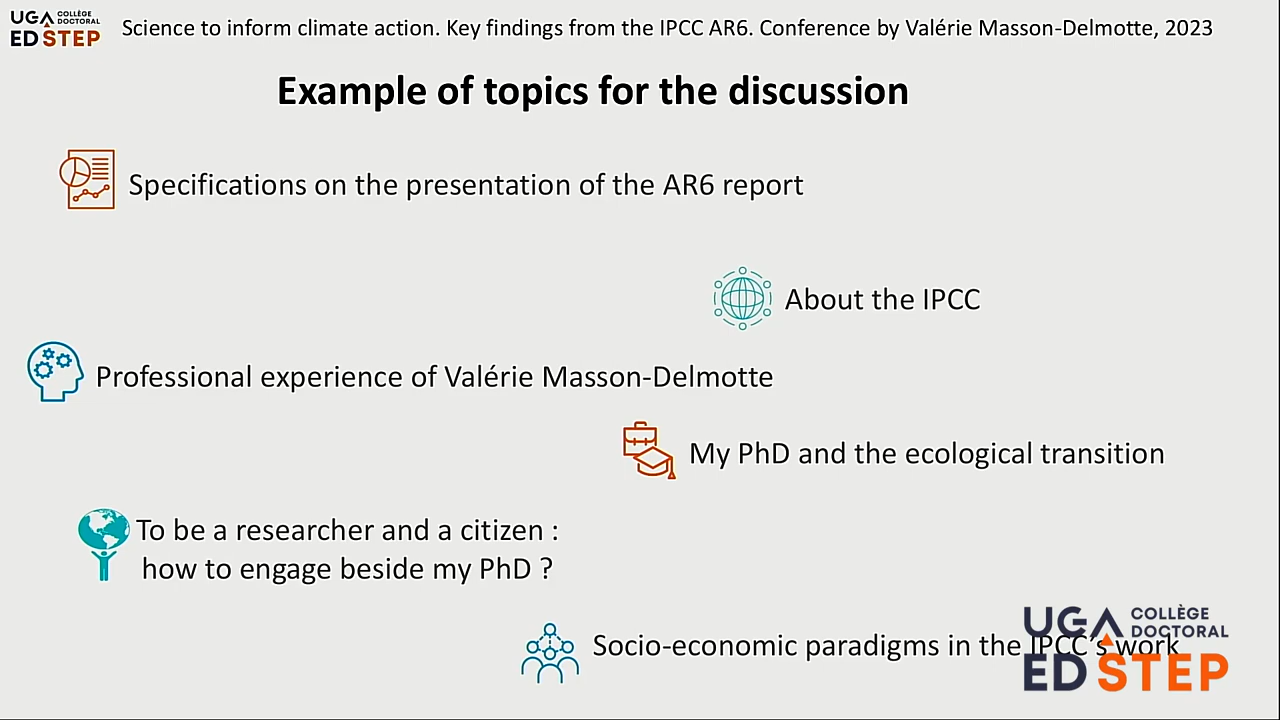 UGA COLLÈGE DOCTORAL
ED STEP
Science to inform climate action. Key findings from the IPCC AR6. Conference by Valérie Masson-Delmotte, 2023
Example of topics for the discussion
Specifications on the presentation of the AR6 report
About the IPCC
Professional experience of Valérie Masson-Delmotte
My PhD and the ecological transition
To be a researcher and a citizen :
how to engage beside my PhD ?
Socio-economic paradigms in the IPCC's work
UGA COLLÈGE DOCTORAL
ED STEP